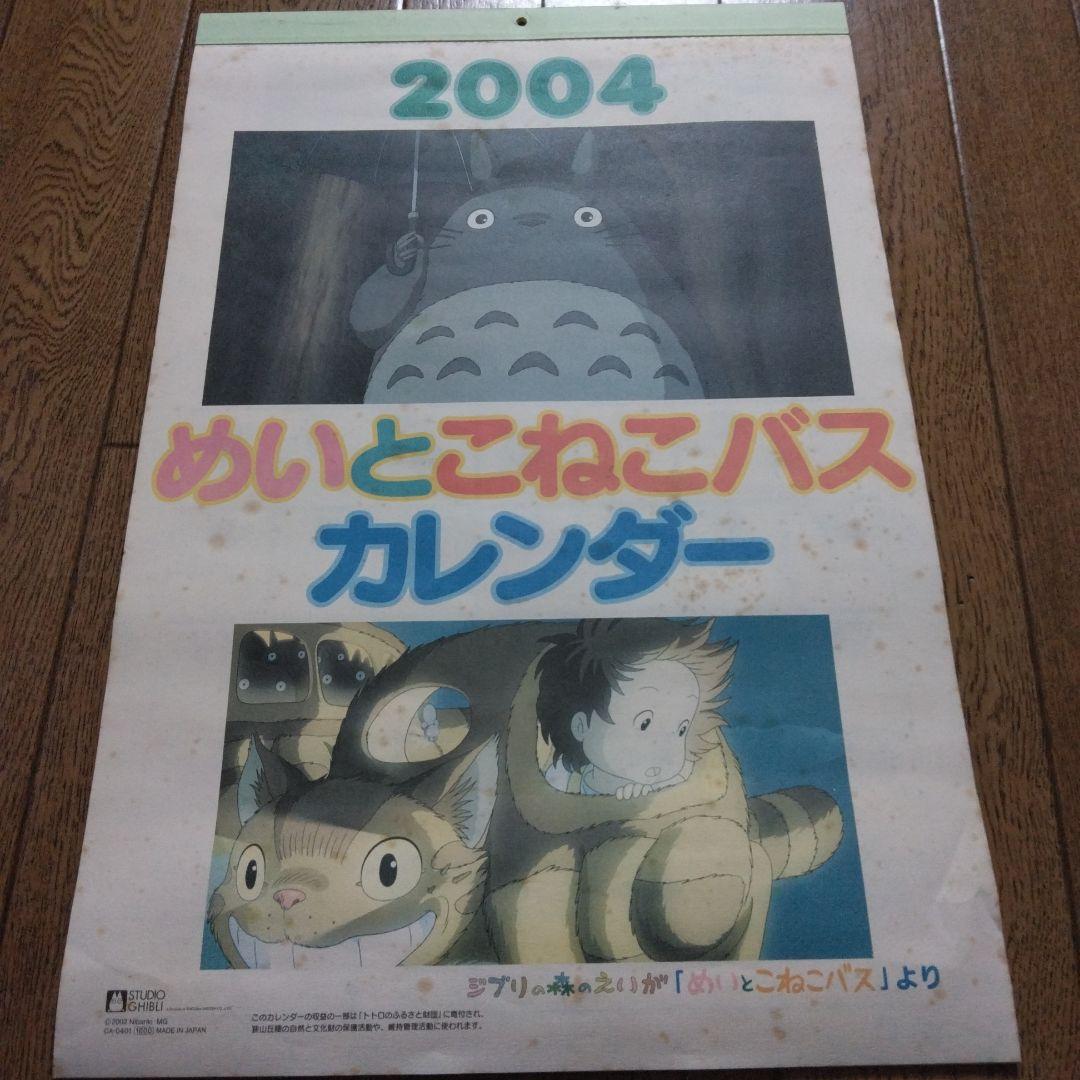 2004
めいとこねこバス
カレンダー
ジブリの森のえいが「めいとこねこバス」より
STUDIO
GHIBLI
© 2002 Nibariki・MG
CA-0401 1600 MADE IN JAPAN
このカレンダーの収益の一部は「トトロのふるさと財団」に寄付され、
狭山丘陵の自然と文化財の保護活動や、維持管理活動に使われます。